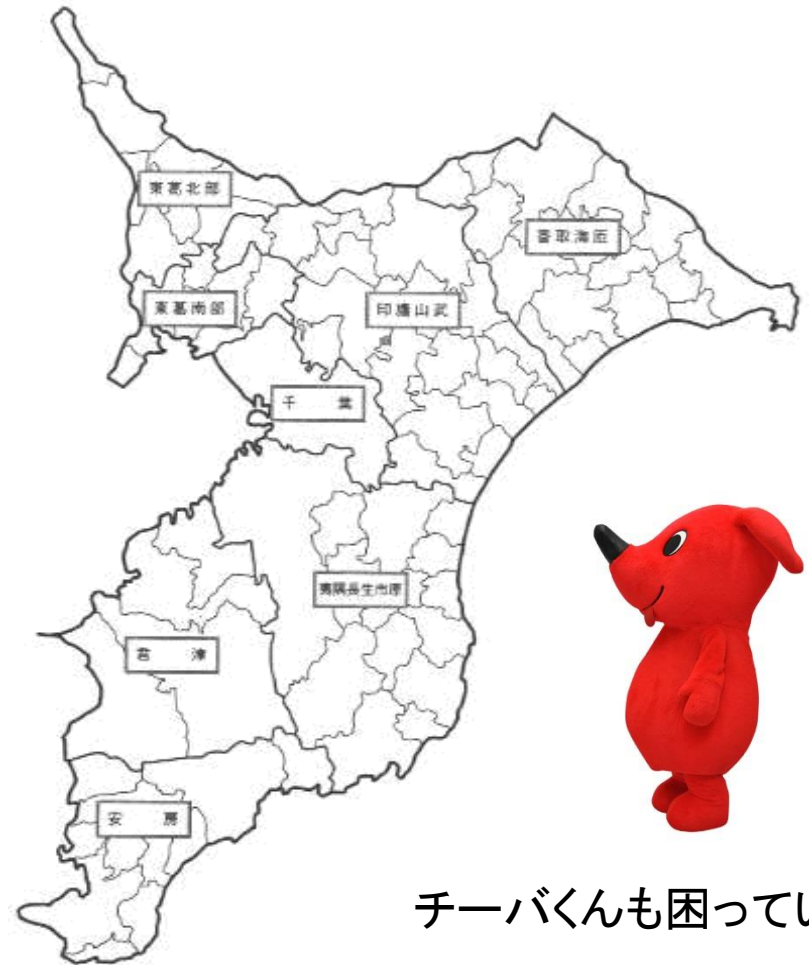 東葛北部
香取海匝
東葛南部
印旛山武
千　葉
夷隅長生市原
君　津
安　房
チーバくんも困ってい